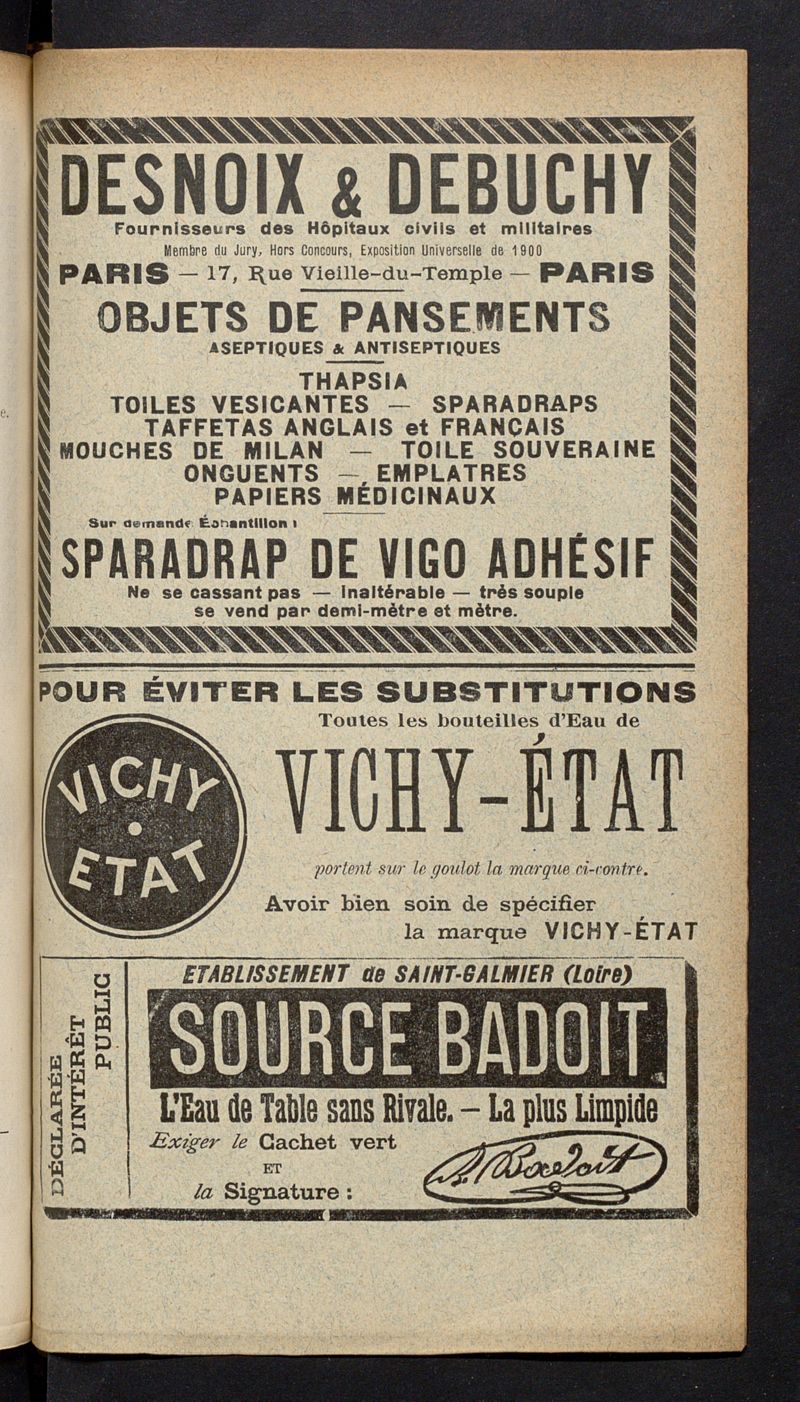 DESNOIX & DEBUCHY
Fournisseurs des Hôpitaux civils et militaires
Membre du Jury, Hors Concours, Exposition Universelle de 1900
PARIS — 17, Rue Vieille-du-Temple — PARIS
OBJETS DE PANSEMENTS
ASEPTIQUES & ANTISEPTIQUES
THAPSIA
TOILES VESICANTES — SPARADRAPS
TAFFETAS ANGLAIS et FRANCAIS
MOUCHES DE MILAN — TOILE SOUVERAINE
ONGUENTS — EMPLATRES
PAPIERS MÉDICINAUX
Sur demande Échantillon :
SPARADRAP DE VIGO ADHÉSIF
Ne se cassant pas — Inaltérable — très souple
se vend par demi-mètre et mètre.
POUR ÉVITER LES SUBSTITUTIONS
Toutes les bouteilles d'Eau de
VICHY-ÉTAT
VICHY
ETAT
portent sur le goulot la marque ci-contre.
Avoir bien soin de spécifier
la marque VICHY-ÉTAT
DÉCLARÉE
D'INTÉRÊT
PUBLIC
ETABLISSEMENT de SAINT-GALMIER (Loire)
SOURCE BADOIT
L'Eau de Table sans Rivale. — La plus Limpide
Exiger le Cachet vert
ET
la Signature :
A. Badoit